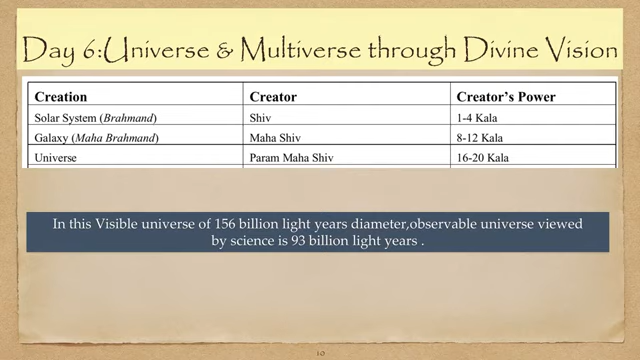 Day 6:Universe & Multiverse through Divine Vision
Creation Creator Creator's Power
Solar System (Brahmand) Shiv 1-4 Kala
Galaxy (Maha Brahmand) Maha Shiv 8-12 Kala
Universe Param Maha Shiv 16-20 Kala
In this Visible universe of 156 billion light years diameter,observable universe viewed
by science is 93 billion light years .
10